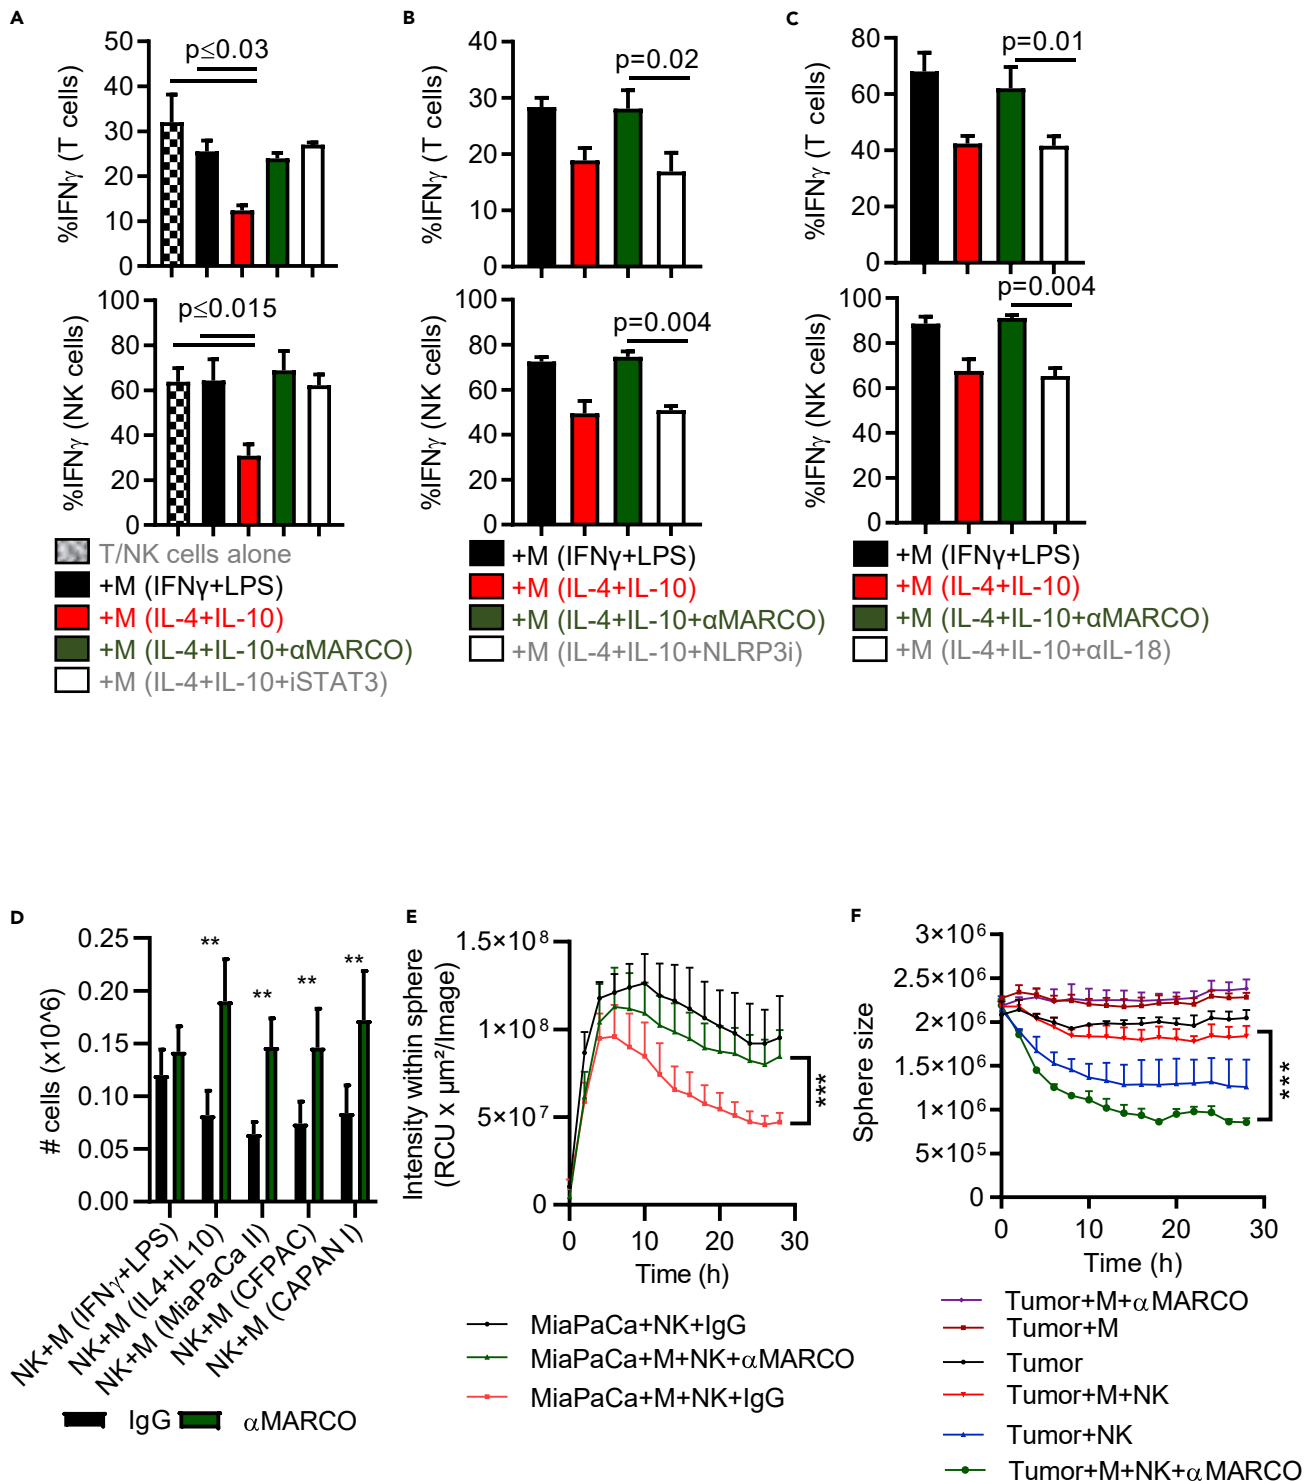 A
50
40
30
20
10
0
%IFNγ (T cells)
p≤0.03
100
80
60
40
20
0
%IFNγ (NK cells)
p≤0.015
T/NK cells alone
+M (IFNγ+LPS)
+M (IL-4+IL-10)
+M (IL-4+IL-10+αMARCO)
+M (IL-4+IL-10+iSTAT3)
B
40
30
20
10
0
%IFNγ (T cells)
p=0.02
100
80
60
40
20
0
%IFNγ (NK cells)
p=0.004
+M (IFNγ+LPS)
+M (IL-4+IL-10)
+M (IL-4+IL-10+αMARCO)
+M (IL-4+IL-10+NLRP3i)
C
80
60
40
20
0
%IFNγ (T cells)
p=0.01
100
80
60
40
20
0
%IFNγ (NK cells)
p=0.004
+M (IFNγ+LPS)
+M (IL-4+IL-10)
+M (IL-4+IL-10+αMARCO)
+M (IL-4+IL-10+αIL-18)
D
0.25
0.20
0.15
0.10
0.05
0.00
# cells (x10^6)
**
**
**
**
NK+M (IFNγ+LPS)
NK+M (IL4+IL10)
NK+M (MiaPaCa II)
NK+M (CFPAC)
NK+M (CAPAN I)
IgG
αMARCO
E
1.5×10⁸
1×10⁸
5×10⁷
0
Intensity within sphere
(RCU x µm²/Image)
***
0
10
20
30
Time (h)
MiaPaCa+NK+IgG
MiaPaCa+M+NK+αMARCO
MiaPaCa+M+NK+IgG
F
3×10⁶
2.5×10⁶
2×10⁶
1.5×10⁶
1×10⁶
5×10⁵
0
Sphere size
***
0
10
20
30
Time (h)
Tumor+M+αMARCO
Tumor+M
Tumor
Tumor+M+NK
Tumor+NK
Tumor+M+NK+αMARCO